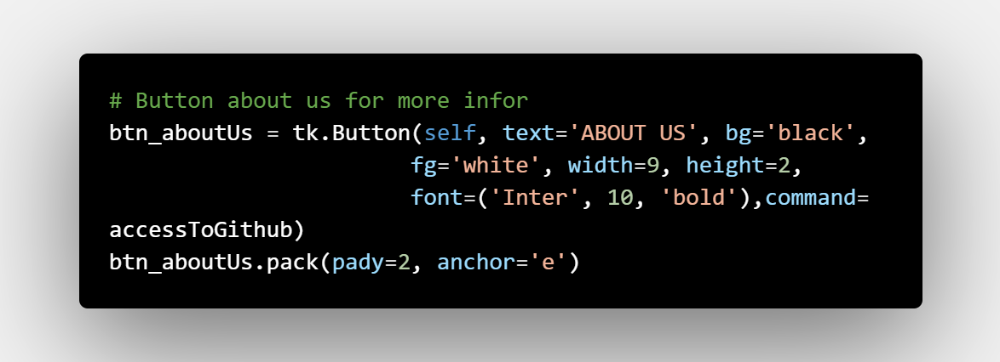 # Button about us for more infor
btn_aboutUs = tk.Button(self, text='ABOUT US', bg='black',
fg='white', width=9, height=2,
font=('Inter', 10, 'bold'),command=
accessToGithub)
btn_aboutUs.pack(pady=2, anchor='e')